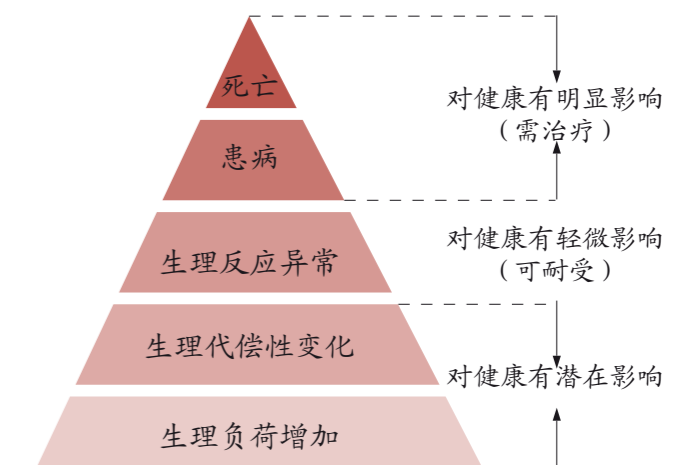 死亡
对健康有明显影响
（需治疗）
患病
对健康有轻微影响
（可耐受）
生理反应异常
生理代偿性变化
对健康有潜在影响
生理负荷增加